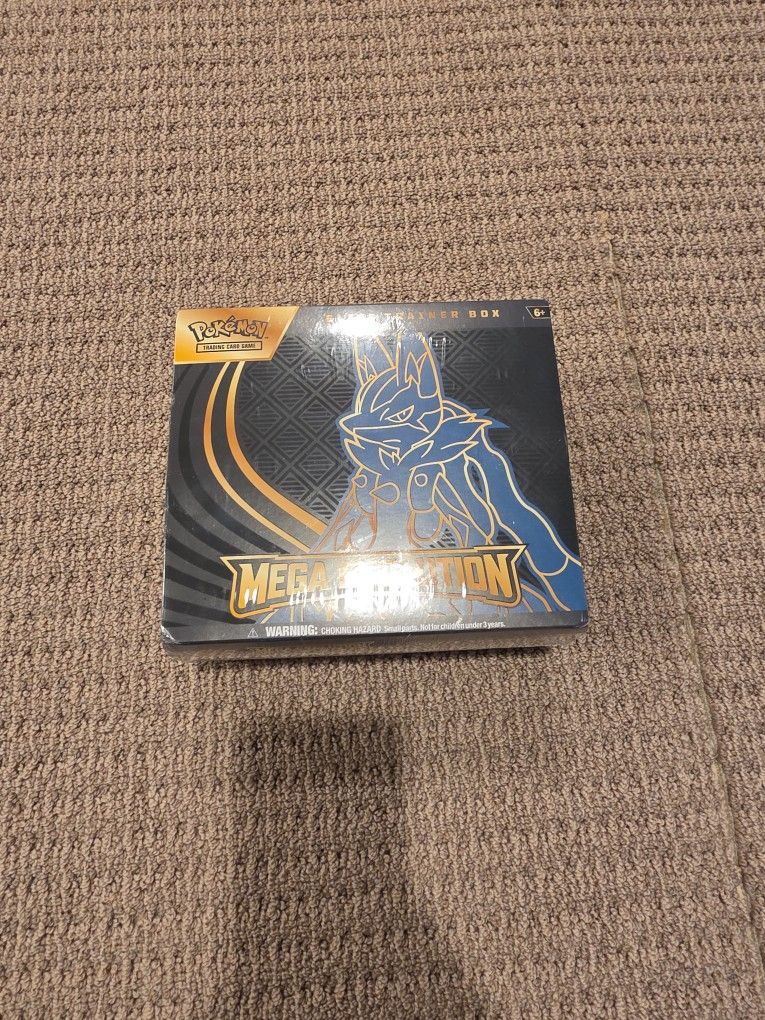 POKÉMON
TRADING CARD GAME
TRAINER BOX
6+
MEGA
WARNING: CHOKING HAZARD. Small parts. Not for children under 3 years.